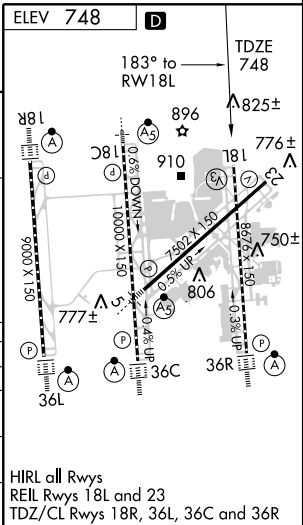 ELEV 748
D
183° to
RW18L
TDZE
748
896
825±
910
776±
18R
A
A5
18C
P
P
0.6% DOWN
18L
V3
V
23
9000 X 150
10000 X 150
7502 X 150
0.5% UP
8676 X 150
750±
P
806
777±
5
A5
0.4% UP
0.3% UP
P
P
A
36L
A
36C
A
36R
A
HIRL all Rwys
REIL Rwys 18L and 23
TDZ/CL Rwys 18R, 36L, 36C and 36R